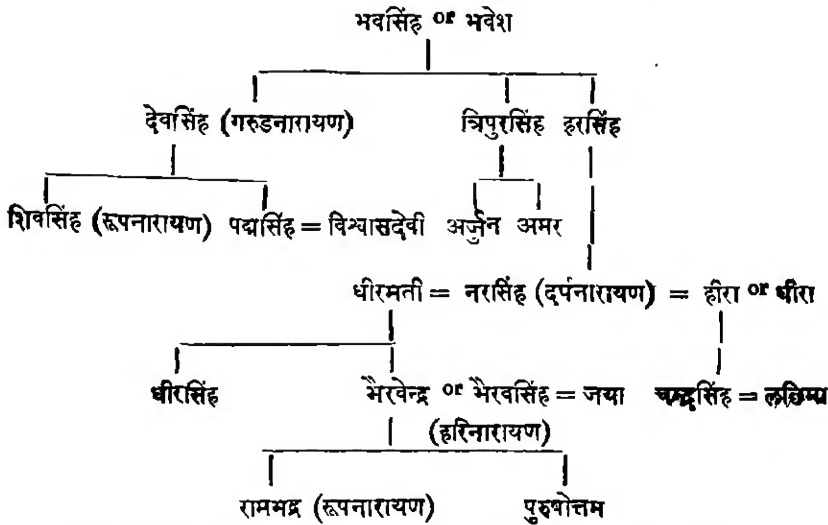 भवसिंह or भवेश
देवसिंह (गरुडनारायण) त्रिपुरसिंह हरसिंह
शिवसिंह (रूपनारायण) पद्मसिंह = विश्वासदेवी अर्जुन अमर
धीरमती = नरसिंह (दर्पनारायण) = हीरा or धीरा
धीरसिंह भैरवेन्द्र or भैरवसिंह = जया चन्द्रसिंह = लछिमा
(हरिनारायण)
रामभद्र (रूपनारायण) पुरुषोत्तम